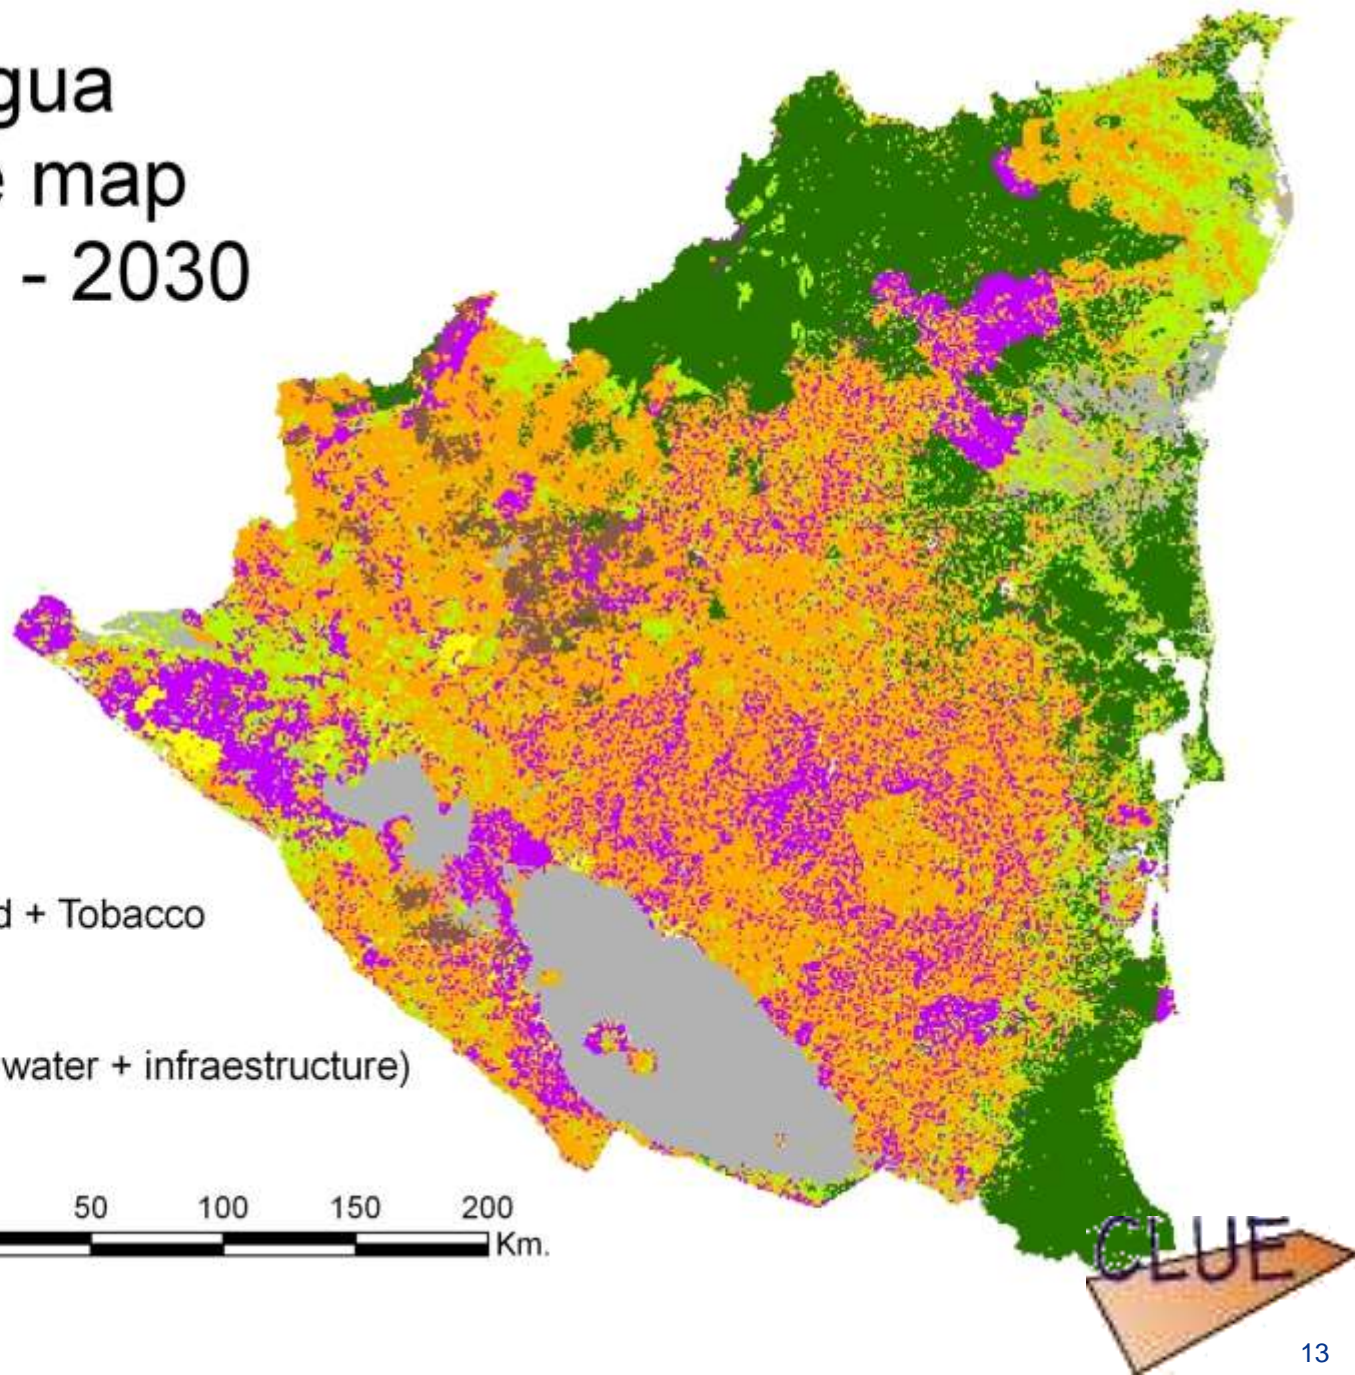 gua
e map
- 2030
d + Tobacco
water + infraestructure)
50 100 150 200
Km.
CLUE
13